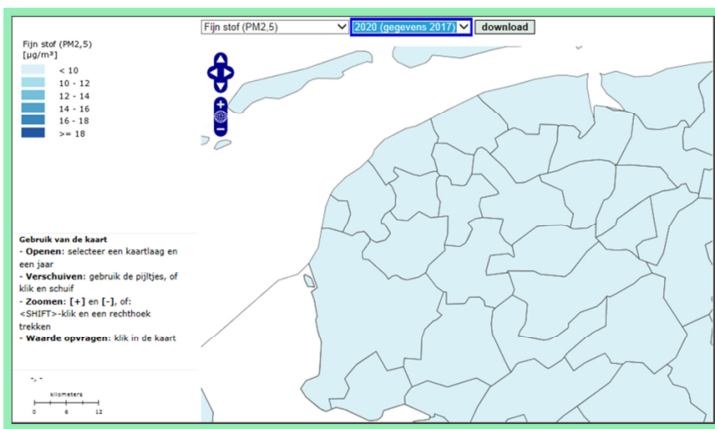 Fijn stof (PM2,5)
2020 (gegevens 2017)
download
Fijn stof (PM2,5)
[µg/m³]
< 10
10 - 12
12 - 14
14 - 16
16 - 18
>= 18
Gebruik van de kaart
- Openen: selecteer een kaartlaag en
een jaar
- Verschuiven: gebruik de pijltjes, of
klik en schuif
- Zoomen: [+] en [-], of:
<SHIFT>-klik en een rechthoek
trekken
- Waarde opvragen: klik in de kaart
-, -
kilometers
0 6 12